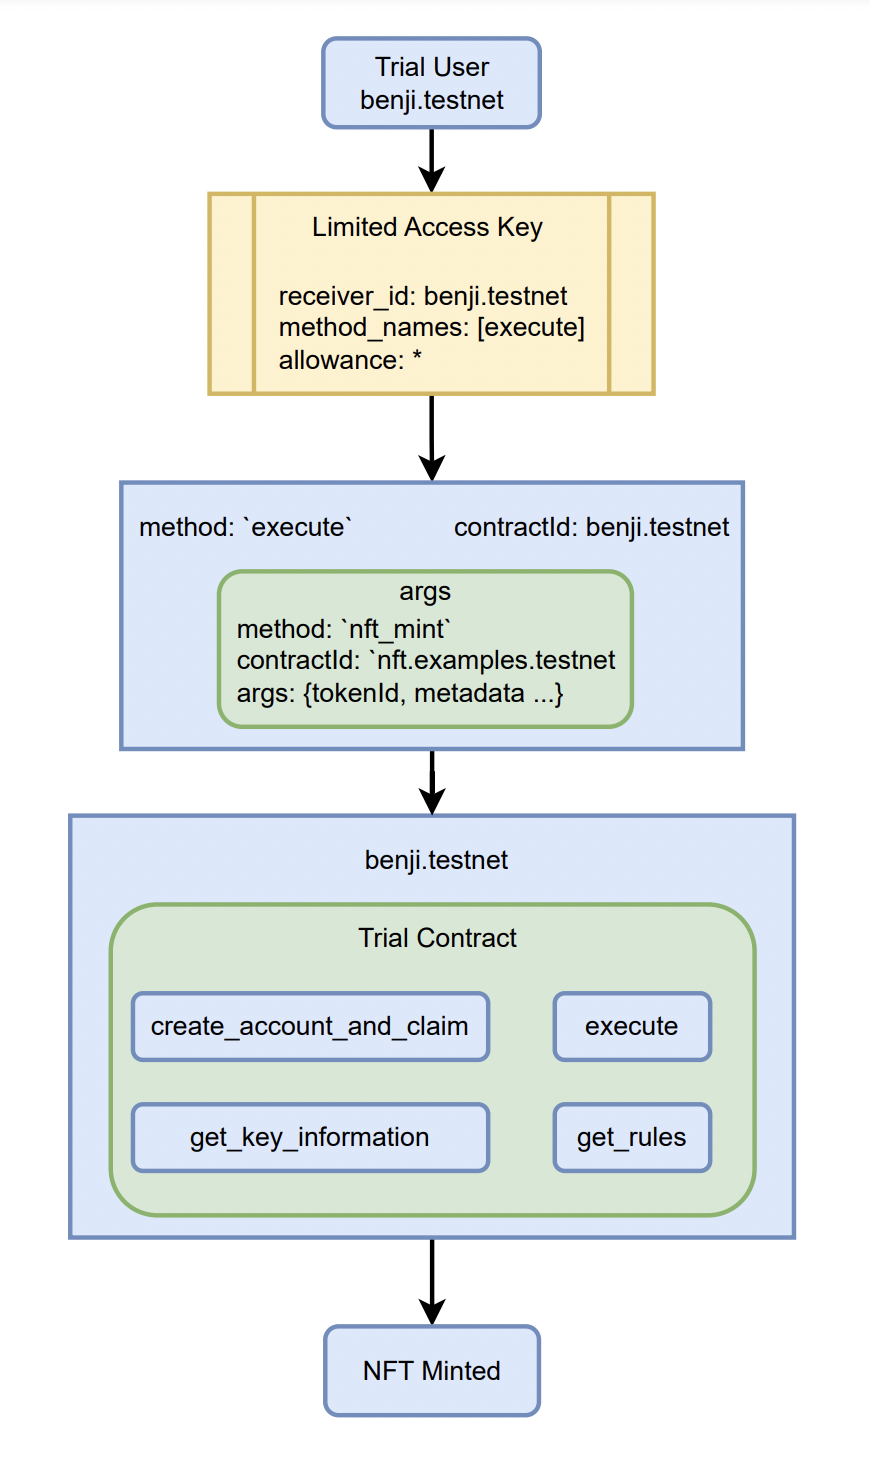 Trial User
benji.testnet
Limited Access Key
receiver_id: benji.testnet
method_names: [execute]
allowance: *
method: `execute`
contractId: benji.testnet
args
method: `nft_mint`
contractId: `nft.examples.testnet
args: {tokenId, metadata ...}
benji.testnet
Trial Contract
create_account_and_claim
execute
get_key_information
get_rules
NFT Minted